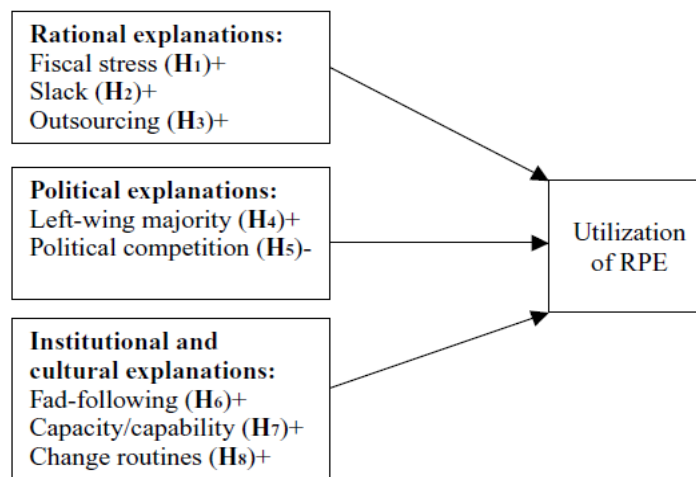 Rational explanations:
Fiscal stress (H1)+
Slack (H2)+
Outsourcing (H3)+
Political explanations:
Left-wing majority (H4)+
Political competition (H5)-
Institutional and
cultural explanations:
Fad-following (H6)+
Capacity/capability (H7)+
Change routines (H8)+
Utilization
of RPE